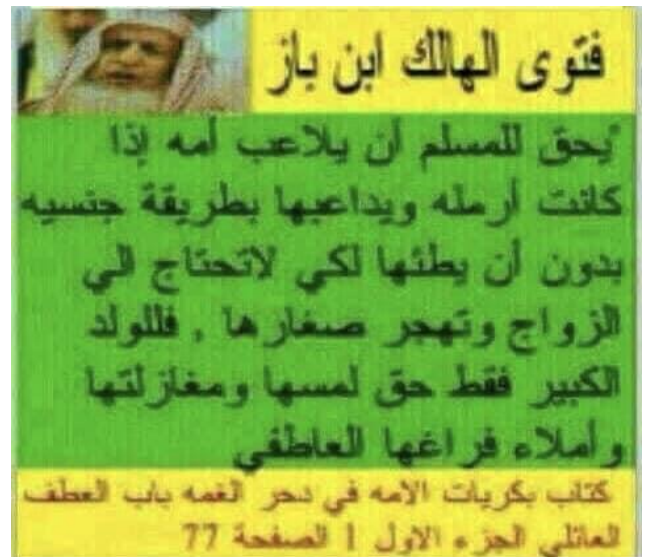 فتوى الهالك ابن باز
"يحق للمسلم أن يلاعب أمه إذا
كانت أرمله ويداعبها بطريقة جنسيه
بدون أن يطئها لكي لاتحتاج الي
الزواج وتهجر صغارها , فللولد
الكبير فقط حق لمسها ومغازلتها
وأملاء فراغها العاطفي
كتاب بكريات الامه في دحر الغمه باب العطف
العائلي الجزء الاول | الصفحة 77